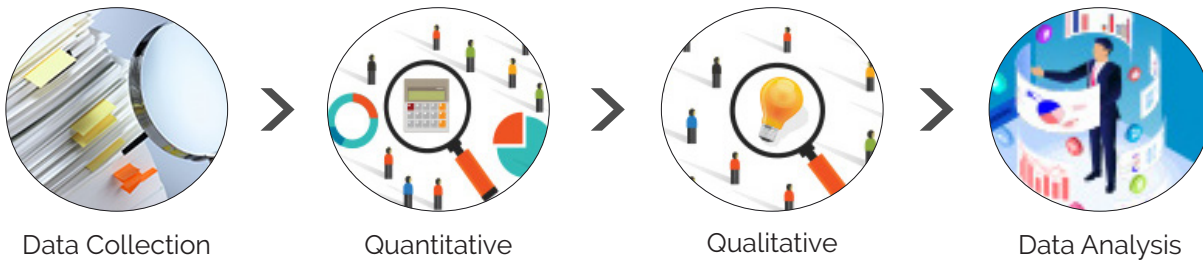 Data Collection
Quantitative
Qualitative
Data Analysis